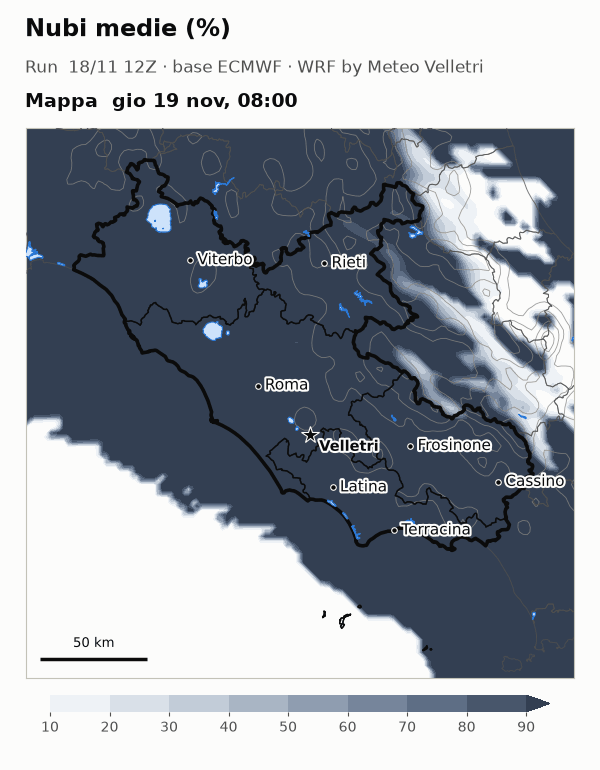 Nubi medie (%)
Run 18/11 12Z · base ECMWF · WRF by Meteo Velletri
Mappa gio 19 nov, 08:00
Viterbo
Rieti
Roma
Velletri
Frosinone
Latina
Cassino
Terracina
50 km
10 20 30 40 50 60 70 80 90